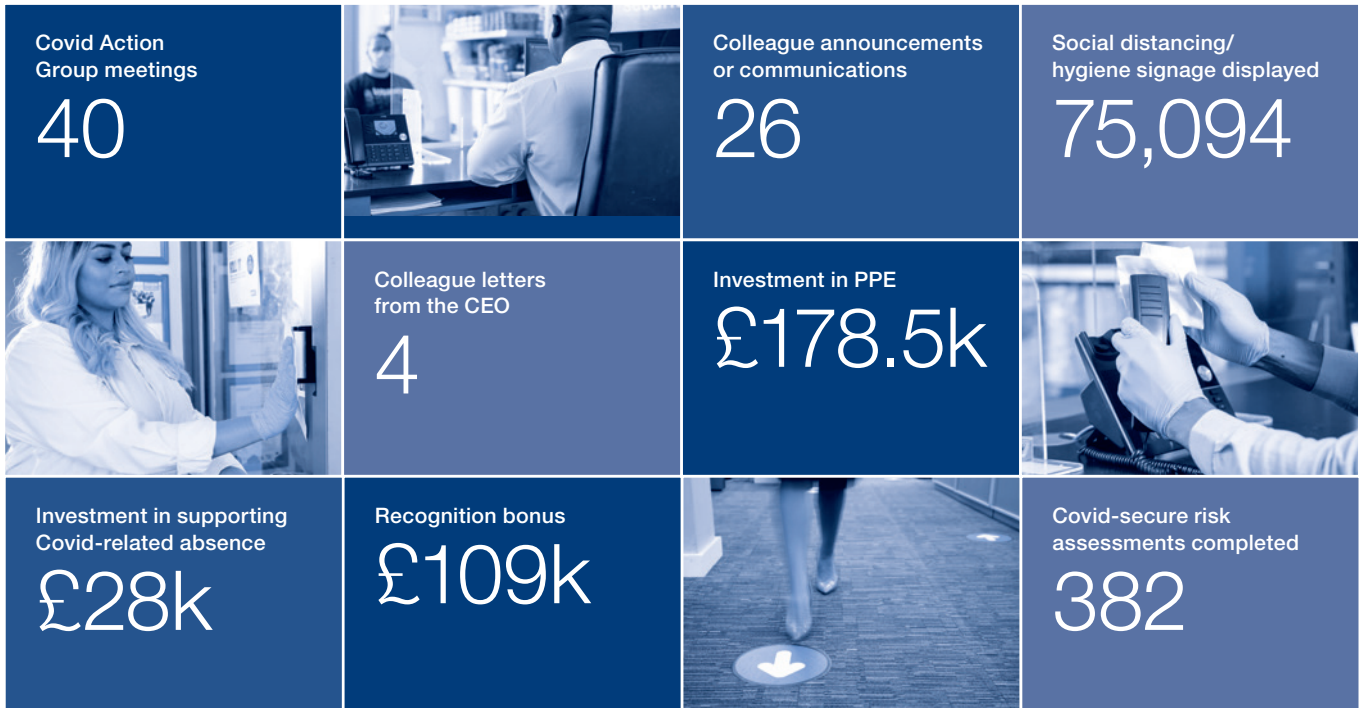 Covid Action
Group meetings
40
Colleague announcements
or communications
26
Social distancing/
hygiene signage displayed
75,094
Colleague letters
from the CEO
4
Investment in PPE
£178.5k
Investment in supporting
Covid-related absence
£28k
Recognition bonus
£109k
Covid-secure risk
assessments completed
382